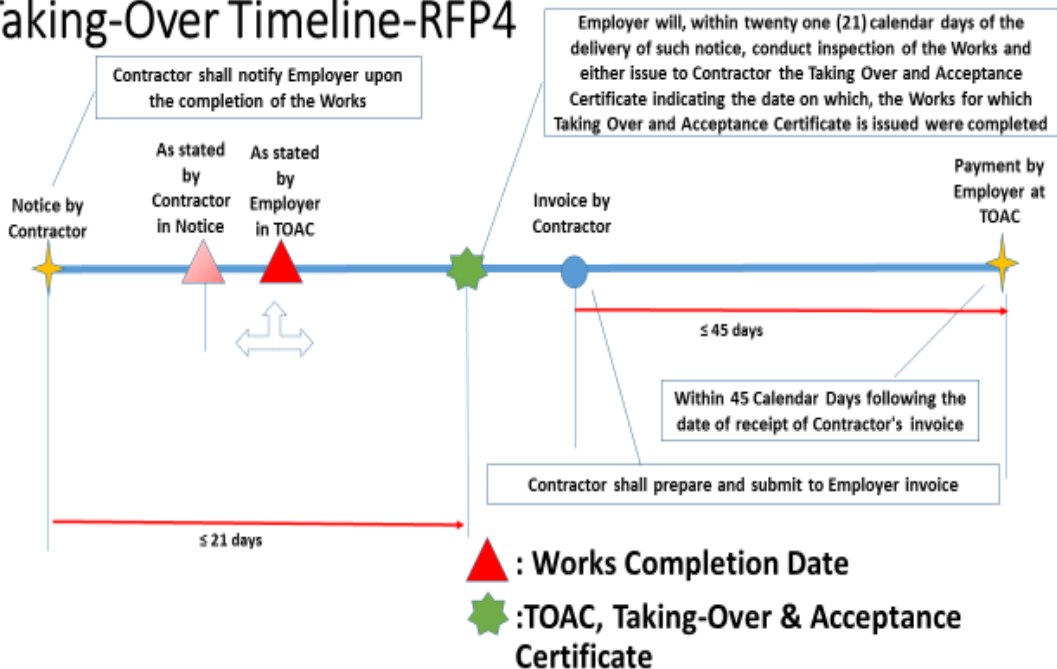 Taking-Over Timeline-RFP4
Employer will, within twenty one (21) calendar days of the
delivery of such notice, conduct inspection of the Works and
either issue to Contractor the Taking Over and Acceptance
Certificate indicating the date on which, the Works for which
Taking Over and Acceptance Certificate is issued were completed
Contractor shall notify Employer upon
the completion of the Works
Notice by
Contractor
As stated
by
Contractor
in Notice
As stated
by
Employer
in TOAC
Invoice by
Contractor
Payment by
Employer at
TOAC
≤ 45 days
Within 45 Calendar Days following the
date of receipt of Contractor's invoice
Contractor shall prepare and submit to Employer invoice
≤ 21 days
: Works Completion Date
:TOAC, Taking-Over & Acceptance
Certificate